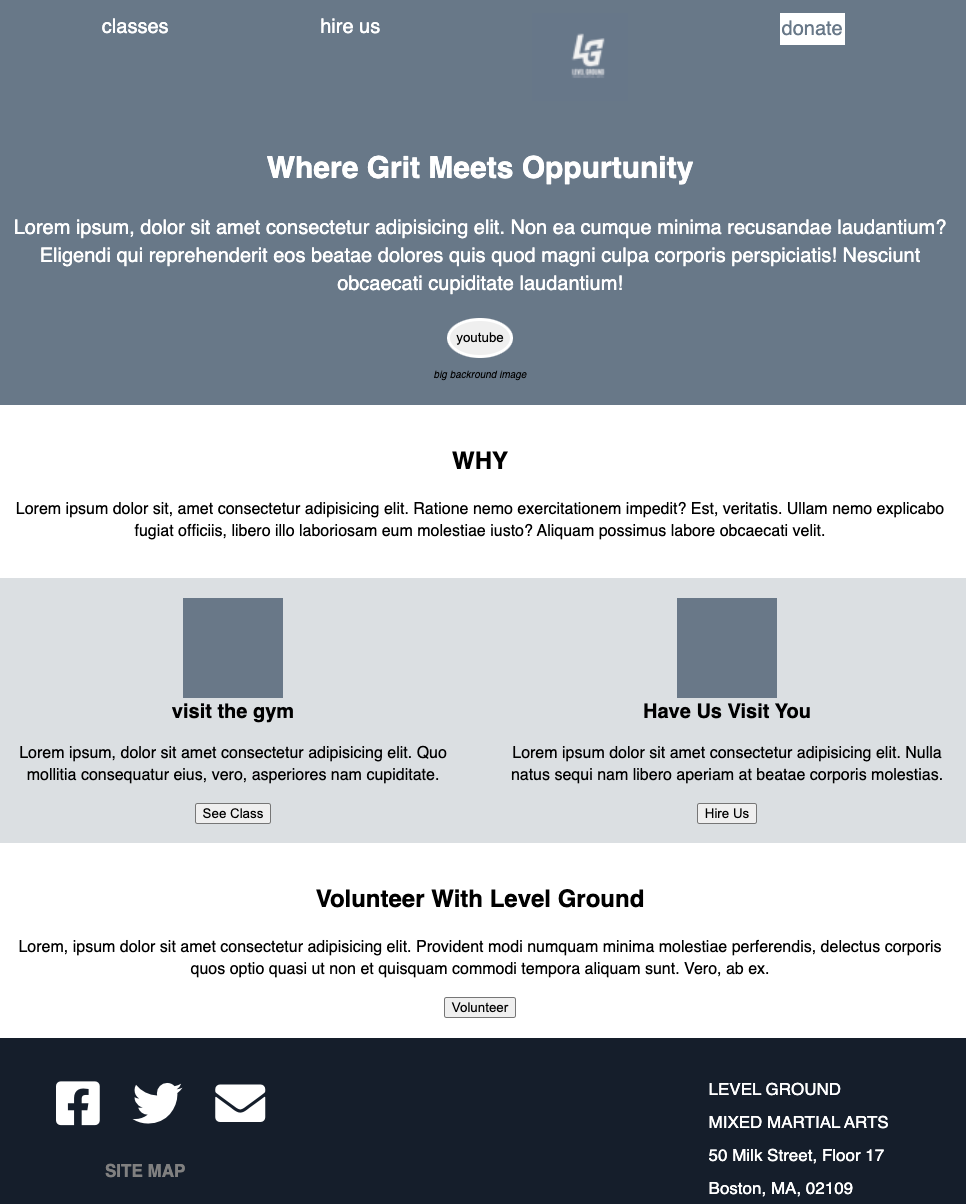 classes
hire us
LG
LEVEL GROUND
donate
Where Grit Meets Oppurtunity
Lorem ipsum, dolor sit amet consectetur adipisicing elit. Non ea cumque minima recusandae laudantium?
Eligendi qui reprehenderit eos beatae dolores quis quod magni culpa corporis perspiciatis! Nesciunt
obcaecati cupiditate laudantium!
youtube
big backround image
WHY
Lorem ipsum dolor sit, amet consectetur adipisicing elit. Ratione nemo exercitationem impedit? Est, veritatis. Ullam nemo explicabo
fugiat officiis, libero illo laboriosam eum molestiae iusto? Aliquam possimus labore obcaecati velit.
visit the gym
Lorem ipsum, dolor sit amet consectetur adipisicing elit. Quo
mollitia consequatur eius, vero, asperiores nam cupiditate.
See Class
Have Us Visit You
Lorem ipsum dolor sit amet consectetur adipisicing elit. Nulla
natus sequi nam libero aperiam at beatae corporis molestias.
Hire Us
Volunteer With Level Ground
Lorem, ipsum dolor sit amet consectetur adipisicing elit. Provident modi numquam minima molestiae perferendis, delectus corporis
quos optio quasi ut non et quisquam commodi tempora aliquam sunt. Vero, ab ex.
Volunteer
SITE MAP
LEVEL GROUND
MIXED MARTIAL ARTS
50 Milk Street, Floor 17
Boston, MA, 02109